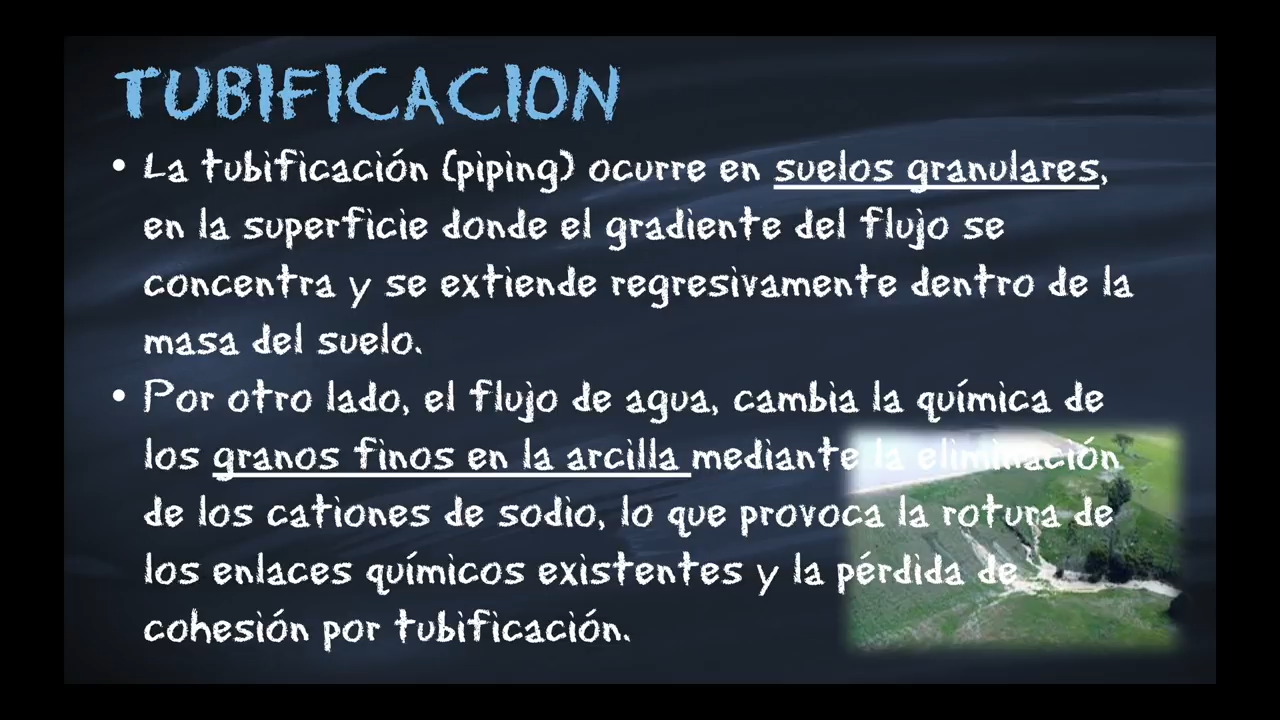 TUBIFICACION
• La tubificación (piping) ocurre en suelos granulares,
en la superficie donde el gradiente del flujo se
concentra y se extiende regresivamente dentro de la
masa del suelo.
• Por otro lado, el flujo de agua, cambia la química de
los granos finos en la arcilla mediante la eliminación
de los cationes de sodio, lo que provoca la rotura de
los enlaces químicos existentes y la pérdida de
cohesión por tubificación.